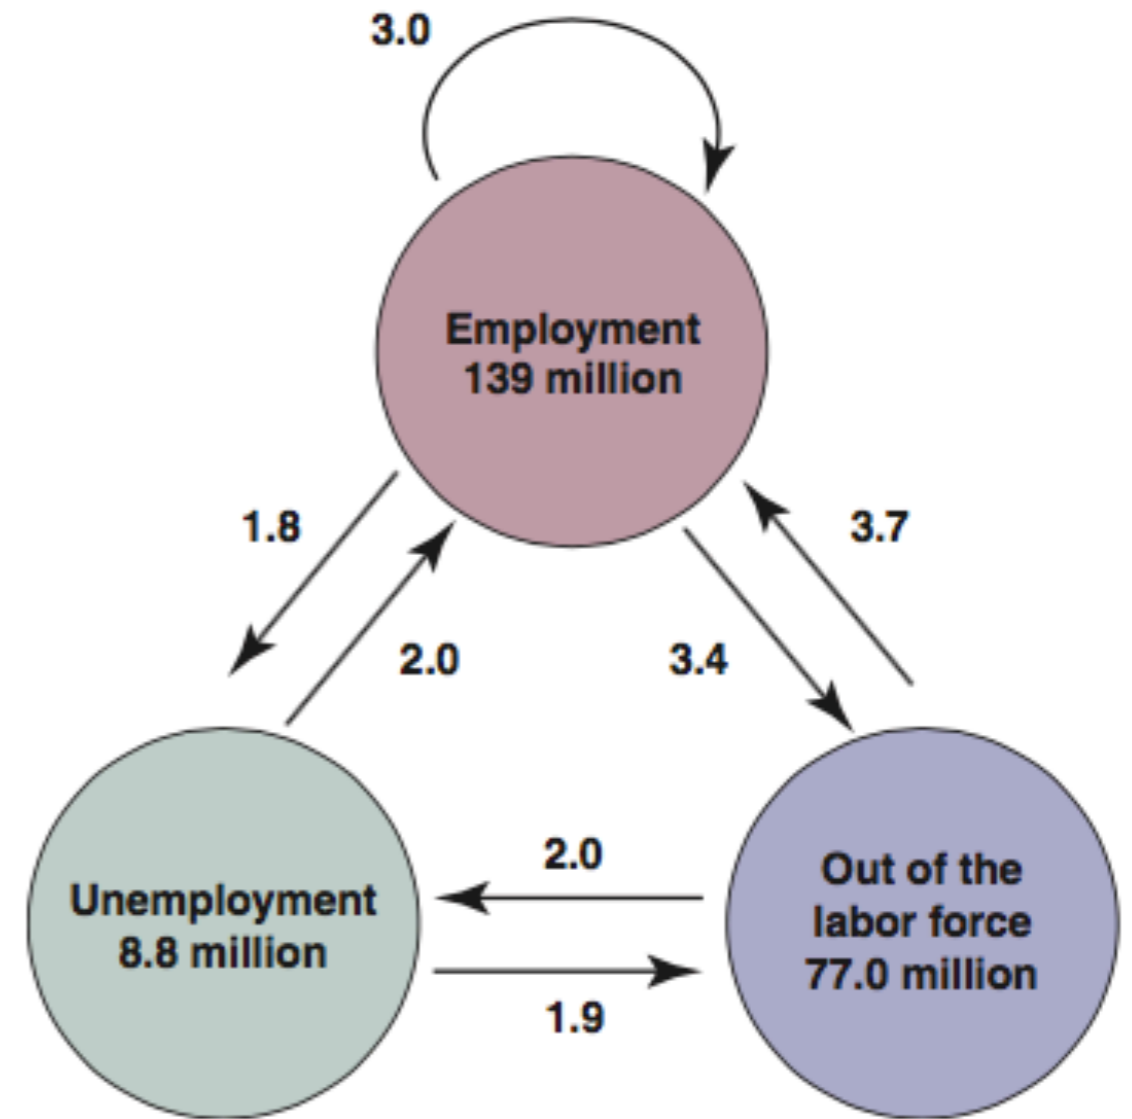 3.0
Employment
139 million
1.8
3.7
2.0
3.4
2.0
Unemployment
8.8 million
Out of the
labor force
77.0 million
1.9